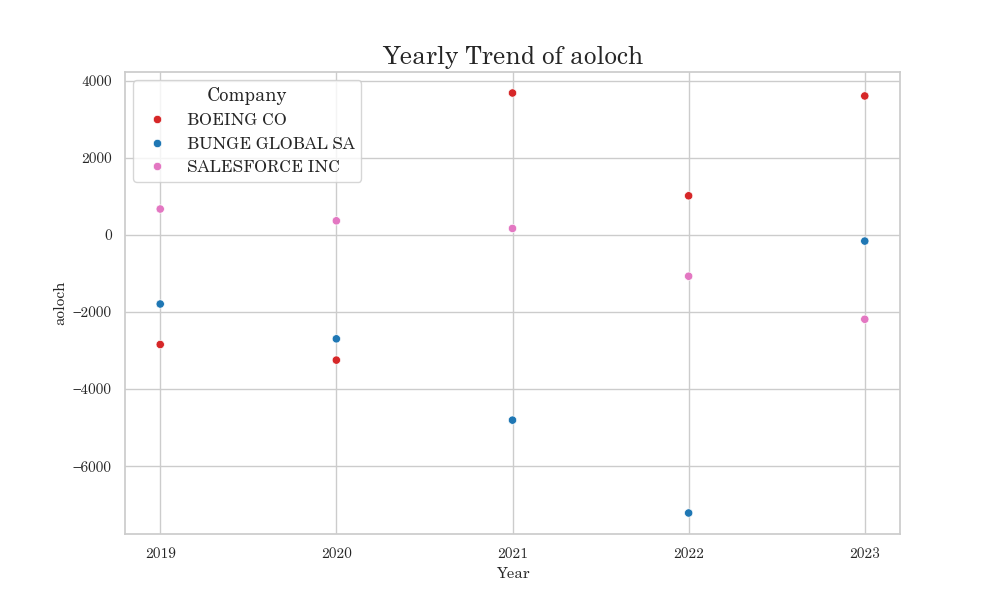 Yearly Trend of aoloch
Company
BOEING CO
BUNGE GLOBAL SA
SALESFORCE INC
4000
2000
0
−2000
−4000
−6000
aoloch
2019 2020 2021 2022 2023
Year